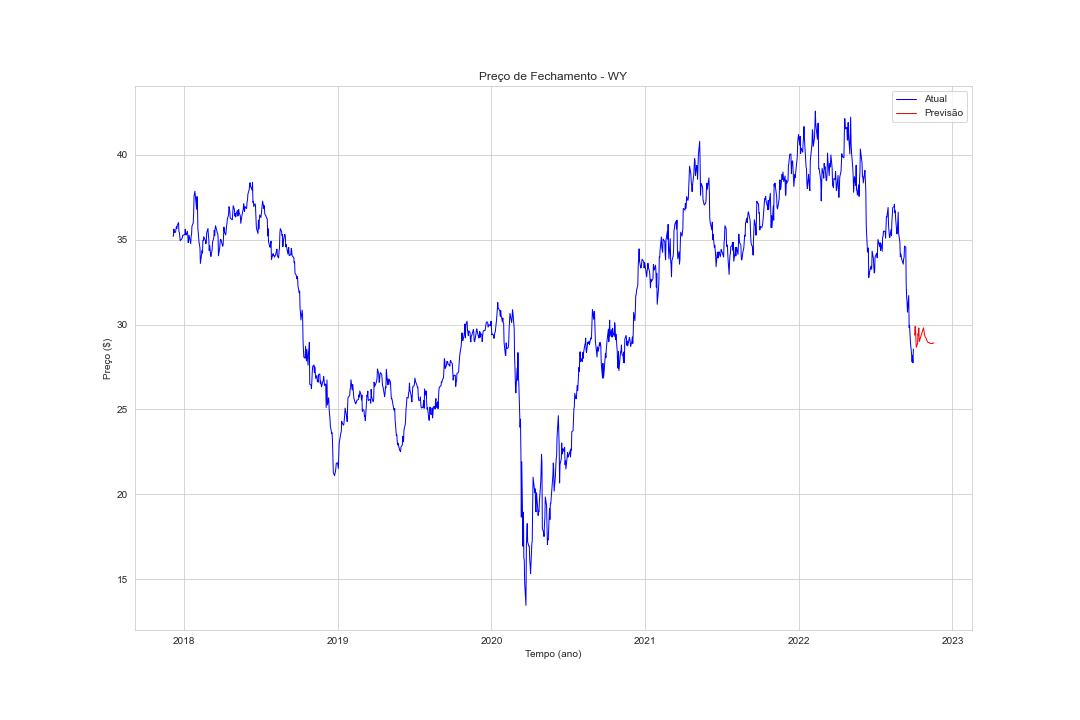 Preço de Fechamento - WY
Atual
Previsão
40
35
30
25
20
15
Preço ($)
2018 2019 2020 2021 2022 2023
Tempo (ano)